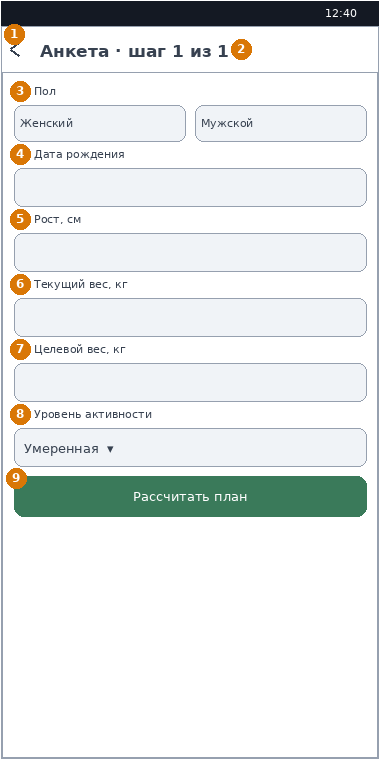 12:40
1
Анкета · шаг 1 из 1 2
3 Пол
Женский Мужской
4 Дата рождения
5 Рост, см
6 Текущий вес, кг
7 Целевой вес, кг
8 Уровень активности
Умеренная ▼
9
Рассчитать план